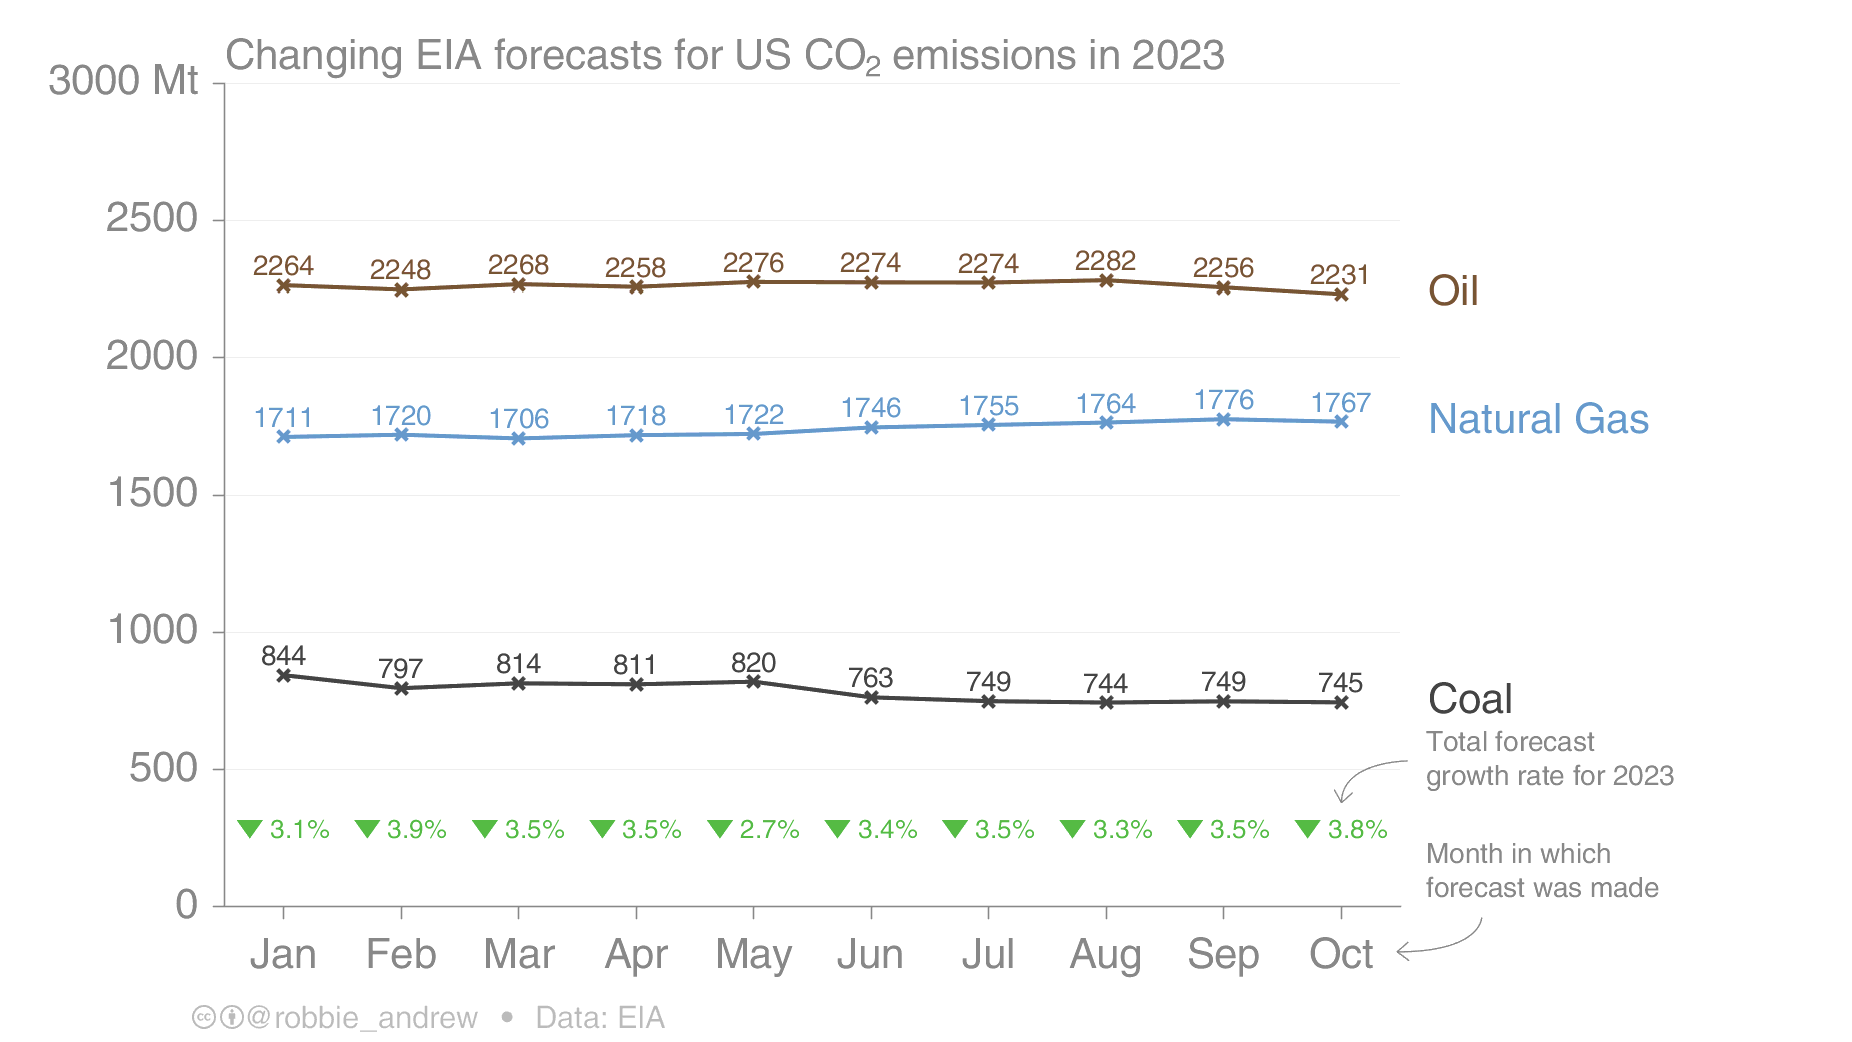 Changing EIA forecasts for US CO₂ emissions in 2023
3000 Mt
2500
2264 2248 2268 2258 2276 2274 2274 2282 2256 2231
Oil
2000
1711 1720 1706 1718 1722 1746 1755 1764 1776 1767
Natural Gas
1500
1000
844 797 814 811 820 763 749 744 749 745
Coal
Total forecast
growth rate for 2023
500
▼ 3.1% ▼ 3.9% ▼ 3.5% ▼ 3.5% ▼ 2.7% ▼ 3.4% ▼ 3.5% ▼ 3.3% ▼ 3.5% ▼ 3.8%
Month in which
forecast was made
0
Jan Feb Mar Apr May Jun Jul Aug Sep Oct
cc @robbie_andrew • Data: EIA